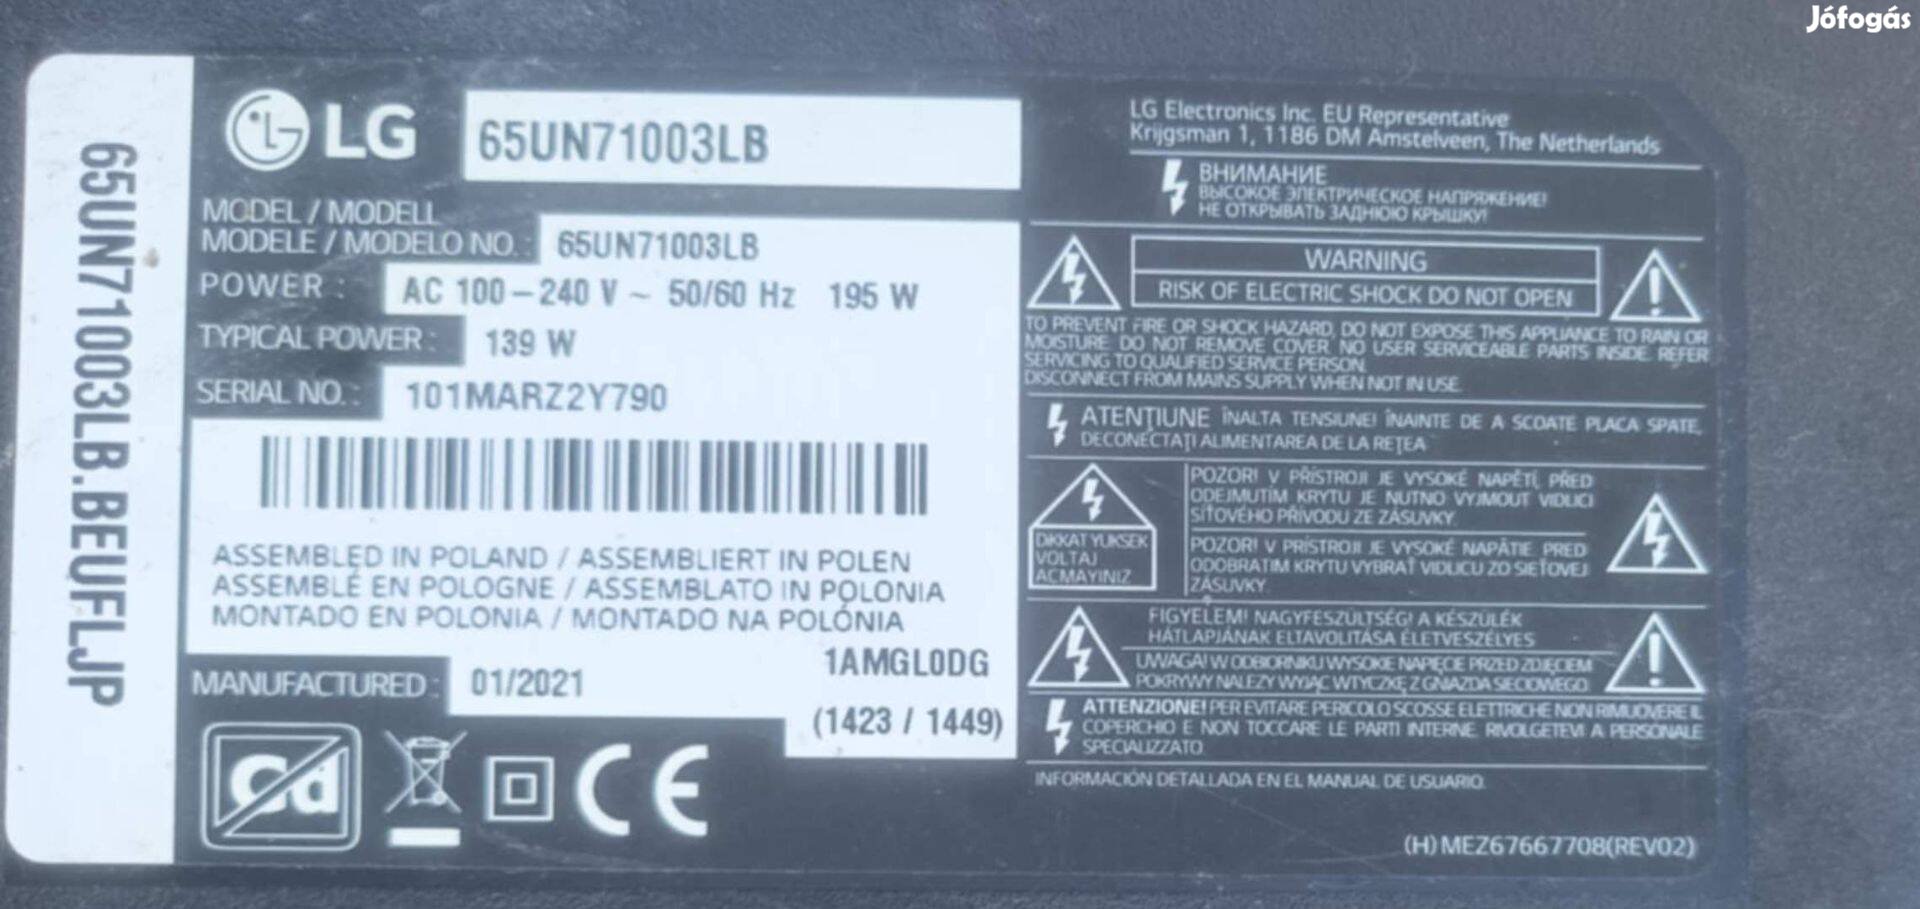 Jófogás
65UN71003LB.BEUFLJP
LG 65UN71003LB
MODEL / MODELL
MODELE / MODELO NO. : 65UN71003LB
POWER : AC 100 – 240 V ~ 50/60 Hz 195 W
TYPICAL POWER : 139 W
SERIAL NO. : 101MARZ2Y790
ASSEMBLED IN POLAND / ASSEMBLIERT IN POLEN
ASSEMBLÉ EN POLOGNE / ASSEMBLATO IN POLONIA
MONTADO EN POLONIA / MONTADO NA POLÓNIA
1AMGL0DG
MANUFACTURED : 01/2021
(1423 / 1449)
Cd
CE
LG Electronics Inc. EU Representative
Krijgsman 1, 1186 DM Amstelveen, The Netherlands
ВНИМАНИЕ
ВЫСОКОЕ ЭЛЕКТРИЧЕСКОЕ НАПРЯЖЕНИЕ!
НЕ ОТКРЫВАТЬ ЗАДНЮЮ КРЫШКУ!
WARNING
RISK OF ELECTRIC SHOCK DO NOT OPEN
TO PREVENT FIRE OR SHOCK HAZARD, DO NOT EXPOSE THIS APPLIANCE TO RAIN OR
MOISTURE. DO NOT REMOVE COVER. NO USER SERVICEABLE PARTS INSIDE. REFER
SERVICING TO QUALIFIED SERVICE PERSON.
DISCONNECT FROM MAINS SUPPLY WHEN NOT IN USE.
ATENŢIUNE ÎNALTA TENSIUNE! ÎNAINTE DE A SCOATE PLACA SPATE,
DECONECTAŢI ALIMENTAREA DE LA REŢEA
DIKKAT YUKSEK
VOLTAJ
ACMAYINIZ
POZOR! V PŘÍSTROJI JE VYSOKÉ NAPĚTÍ, PŘED
ODEJMUTÍM KRYTU JE NUTNO VYJMOUT VIDLICI
SÍŤOVÉHO PŘÍVODU ZE ZÁSUVKY.
POZOR! V PRÍSTROJI JE VYSOKÉ NAPÄTIE, PRED
ODOBRATIM KRYTU VYBRAŤ VIDLICU ZO SIEŤOVEJ
ZÁSUVKY.
FIGYELEM! NAGYFESZÜLTSÉG! A KÉSZÜLÉK
HÁTLAPJÁNAK ELTAVOLITÁSA ÉLETVESZÉLYES
UWAGA! W ODBIORNIKU WYSOKIE NAPIĘCIE PRZED ZDJĘCIEM
POKRYWY NALEŻY WYJĄĆ WTYCZKĘ Z GNIAZDA SIECIOWEGO
ATTENZIONE! PER EVITARE PERICOLO SCOSSE ELETTRICHE NON RIMUOVERE IL
COPERCHIO E NON TOCCARE LE PARTI INTERNE. RIVOLGETEVI A PERSONALE
SPECIALIZZATO.
INFORMACIÓN DETALLADA EN EL MANUAL DE USUARIO.
(H) MEZ67667708(REV02)